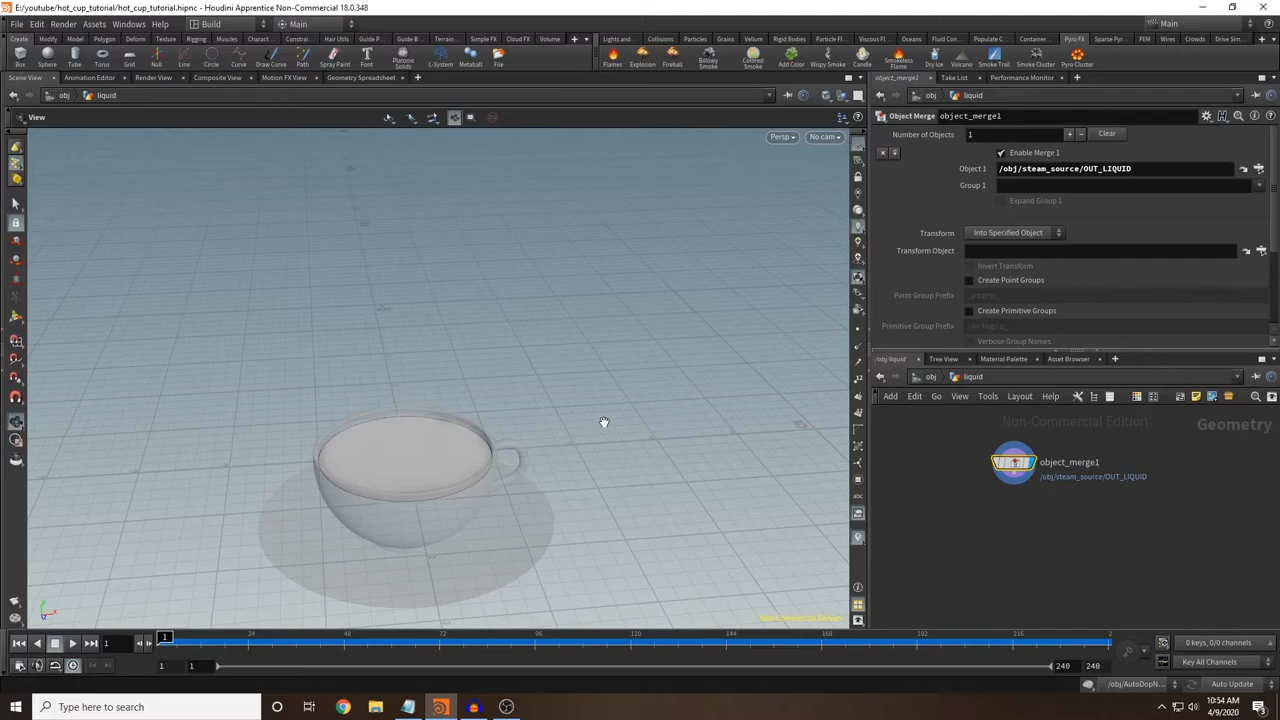 E:/youtube/hot_cup_tutorial/hot_cup_tutorial.hipnc - Houdini Apprentice Non-Commercial 18.0.348
File Edit Render Assets Windows Help Build Main Main
Create Modify Model Polygon Deform Texture Rigging Muscles Charact... Constrai... Hair Utils Guide P... Guide B... Terrain... Simple FX Cloud FX Volume
Lights and... Collisions Particles Grains Vellum Rigid Bodies Particle Fl... Viscous Fl... Oceans Fluid Con... Populate C... Container... Pyro FX Sparse Pyr... FEM Wires Crowds Drive Sim...
Box Sphere Tube Torus Grid Null Line Circle Curve Draw Curve Path Spray Paint Font Platonic Solids L-System Metaball File
Flames Explosion Fireball Billowy Smoke Colored Smoke Add Color Wispy Smoke Candle Smokeless Flame Dry Ice Volcano Smoke Trail Smoke Cluster Pyro Cluster
Scene View Animation Editor Render View Composite View Motion FX View Geometry Spreadsheet
object_merge1 Take List Performance Monitor
obj liquid
obj liquid
View
Persp No cam
Object Merge object_merge1
Number of Objects 1 Clear
Enable Merge 1
Object 1 /obj/steam_source/OUT_LIQUID
Group 1
Expand Group 1
Transform Into Specified Object
Transform Object
Invert Transform
Create Point Groups
Point Group Prefix
Create Primitive Groups
Primitive Group Prefix
Verbose Group Names
/obj/liquid Tree View Material Palette Asset Browser
obj liquid
Add Edit Go View Tools Layout Help
Non-Commercial Edition Geometry
object_merge1
/obj/steam_source/OUT_LIQUID
abc
Non-Commercial Edition
1 1 24 48 72 96 120 144 168 192 216 2
0 keys, 0/0 channels
1 1 240 240 Key All Channels
/obj/AutoDopN... Auto Update
Type here to search
10:54 AM
4/9/2020